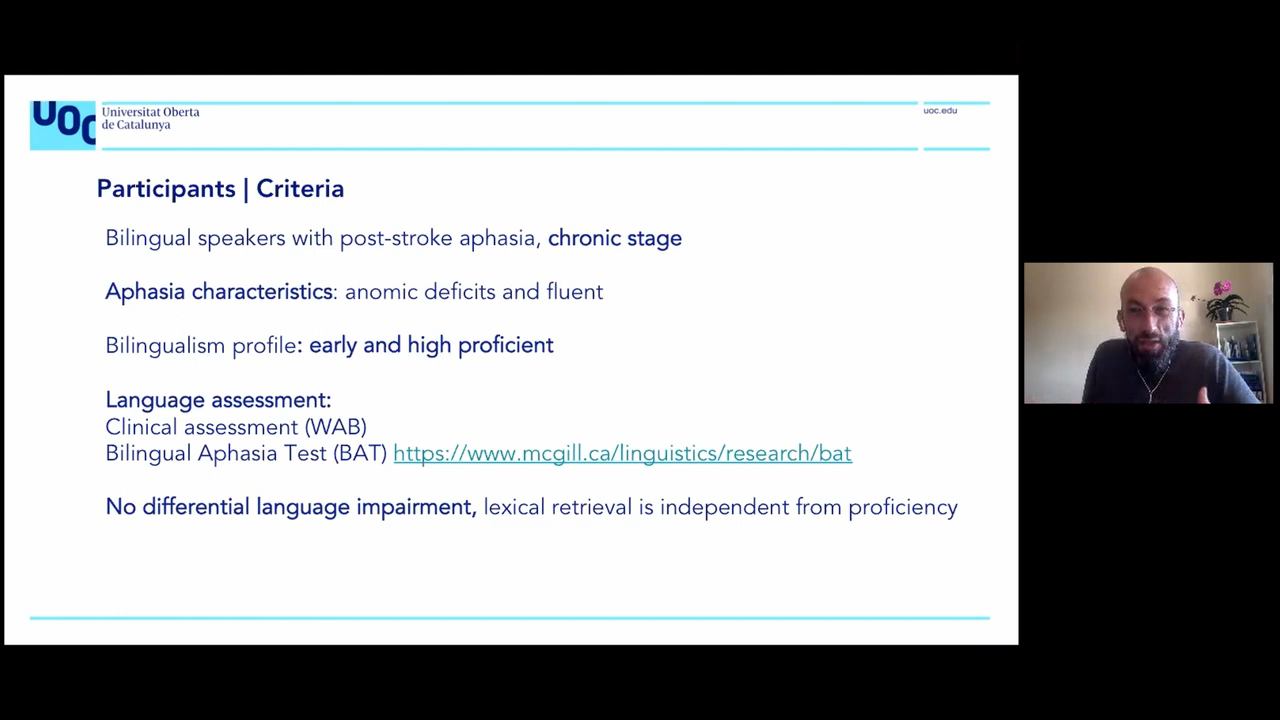 UOC
Universitat Oberta
de Catalunya
uoc.edu
Participants | Criteria
Bilingual speakers with post-stroke aphasia, chronic stage
Aphasia characteristics: anomic deficits and fluent
Bilingualism profile: early and high proficient
Language assessment:
Clinical assessment (WAB)
Bilingual Aphasia Test (BAT) https://www.mcgill.ca/linguistics/research/bat
No differential language impairment, lexical retrieval is independent from proficiency